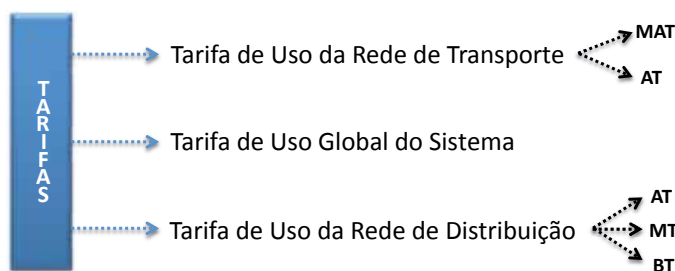 TARIFAS
Tarifa de Uso da Rede de Transporte
MAT
AT
Tarifa de Uso Global do Sistema
Tarifa de Uso da Rede de Distribuição
AT
MT
BT